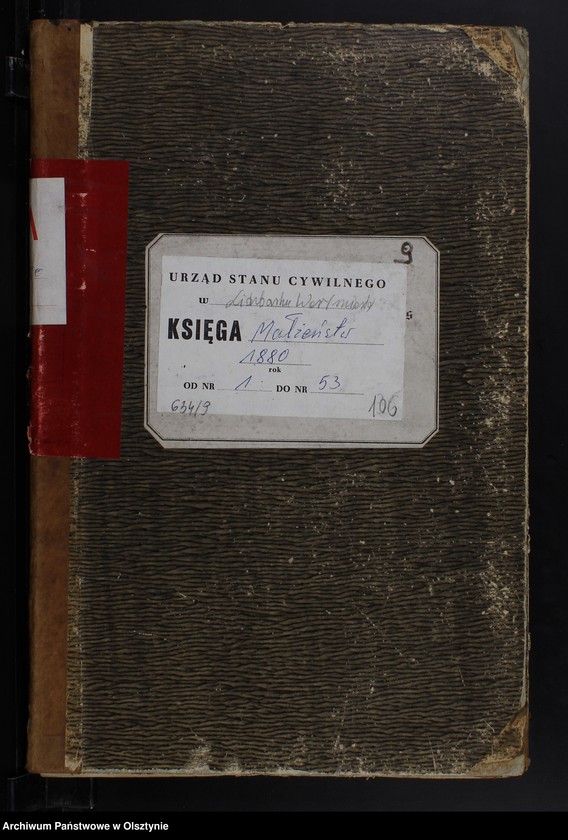 9
URZĄD STANU CYWILNEGO
w Lidzbarku Warmińsk
KSIĘGA Małżeństw
1880
rok
OD NR 1 DO NR 53
634/9 106
Archiwum Państwowe w Olsztynie